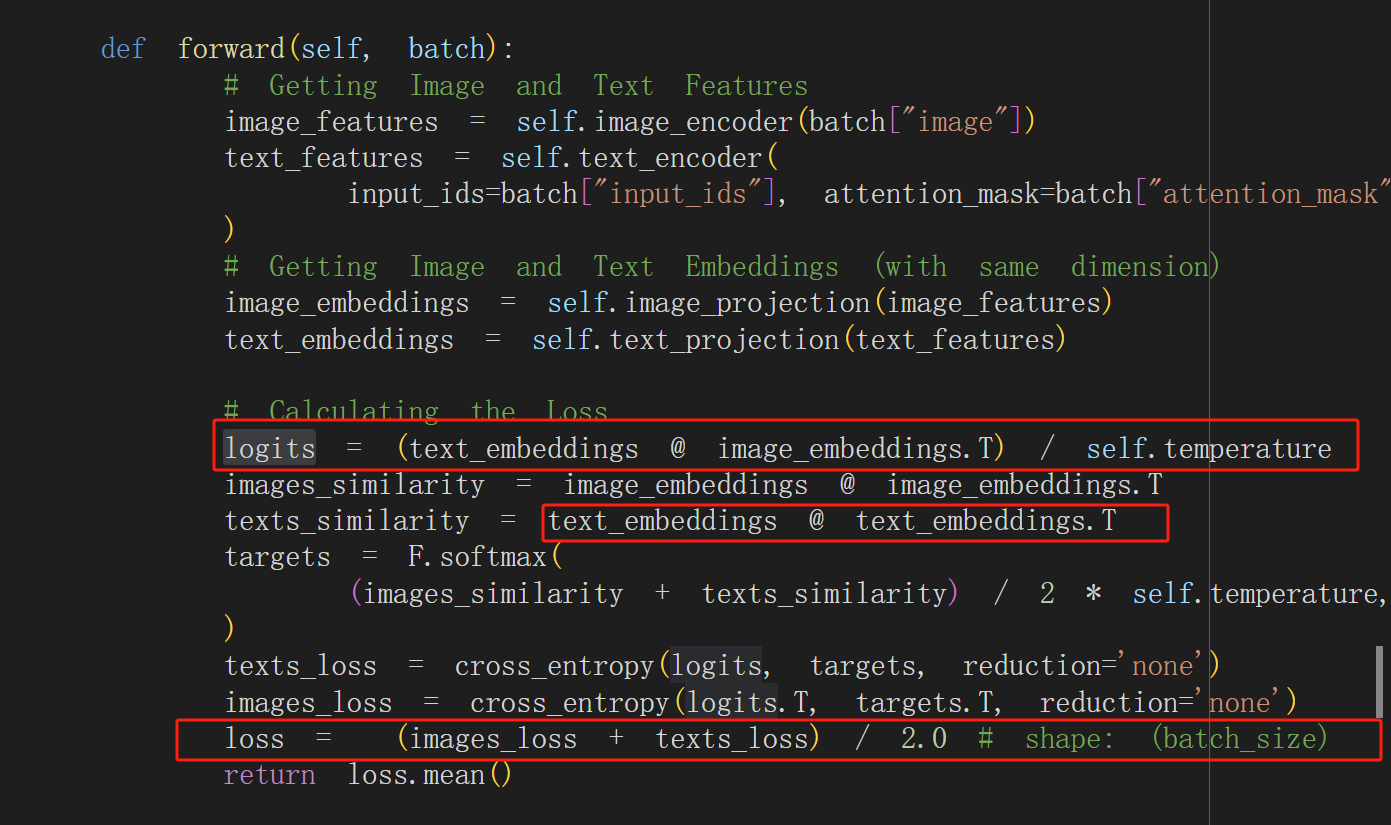 def forward(self, batch):
# Getting Image and Text Features
image_features = self.image_encoder(batch["image"])
text_features = self.text_encoder(
input_ids=batch["input_ids"], attention_mask=batch["attention_mask"
)
# Getting Image and Text Embeddings (with same dimension)
image_embeddings = self.image_projection(image_features)
text_embeddings = self.text_projection(text_features)
# Calculating the Loss
logits = (text_embeddings @ image_embeddings.T) / self.temperature
images_similarity = image_embeddings @ image_embeddings.T
texts_similarity = text_embeddings @ text_embeddings.T
targets = F.softmax(
(images_similarity + texts_similarity) / 2 * self.temperature,
)
texts_loss = cross_entropy(logits, targets, reduction='none')
images_loss = cross_entropy(logits.T, targets.T, reduction='none')
loss = (images_loss + texts_loss) / 2.0 # shape: (batch_size)
return loss.mean()